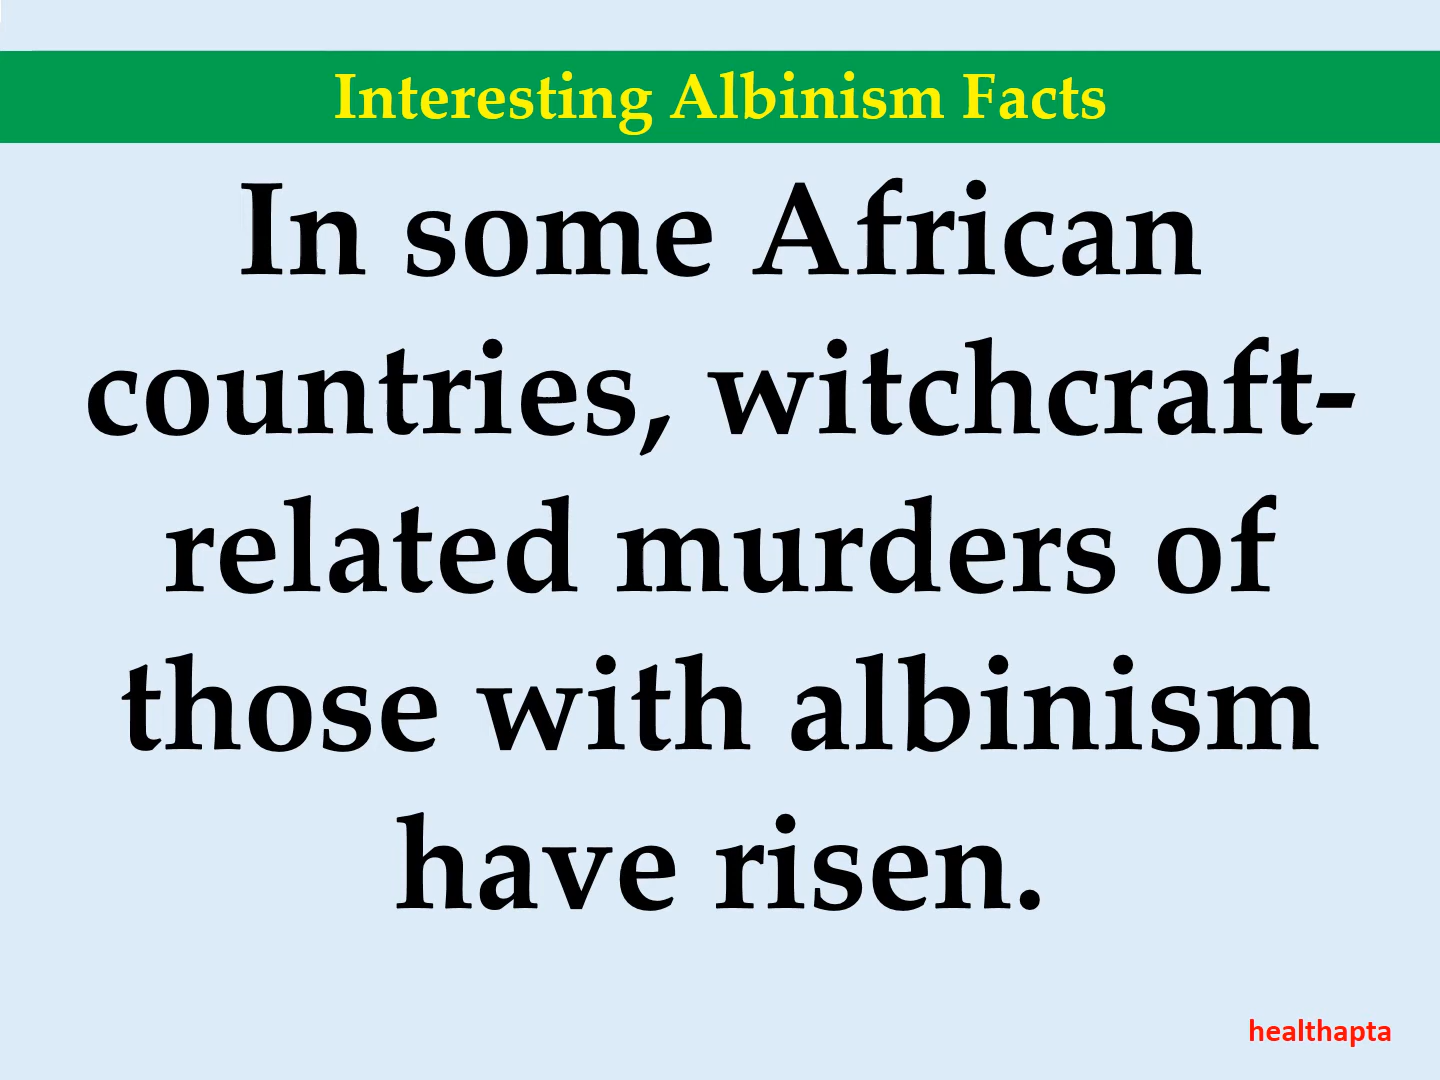 Interesting Albinism Facts
In some African
countries, witchcraft-
related murders of
those with albinism
have risen.
healthapta